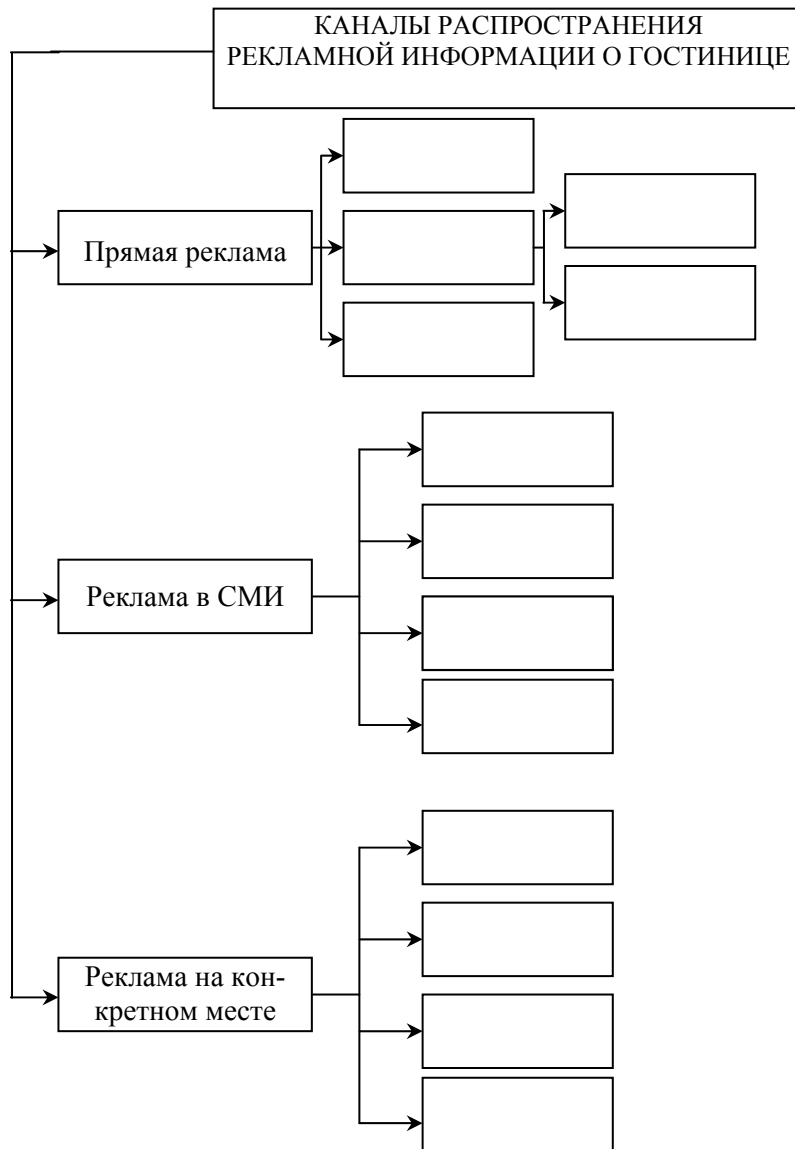 КАНАЛЫ РАСПРОСТРАНЕНИЯ
РЕКЛАМНОЙ ИНФОРМАЦИИ О ГОСТИНИЦЕ
Прямая реклама
Реклама в СМИ
Реклама на кон-
кретном месте